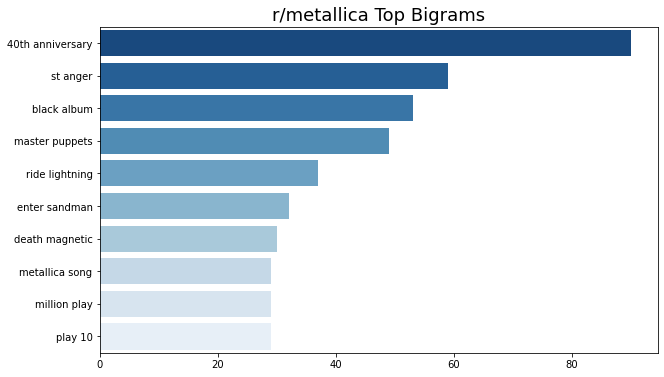 r/metallica Top Bigrams
40th anniversary
st anger
black album
master puppets
ride lightning
enter sandman
death magnetic
metallica song
million play
play 10
0 20 40 60 80